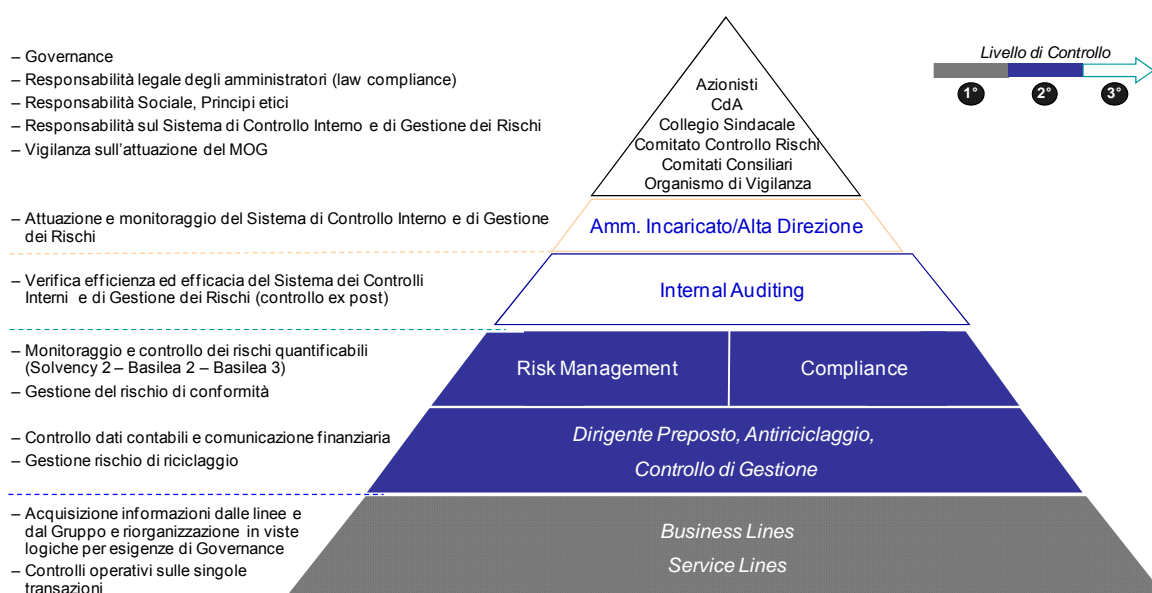 – Governance
– Responsabilità legale degli amministratori (law compliance)
– Responsabilità Sociale, Principi etici
– Responsabilità sul Sistema di Controllo Interno e di Gestione dei Rischi
– Vigilanza sull'attuazione del MOG
Azionisti
CdA
Collegio Sindacale
Comitato Controllo Rischi
Comitati Consiliari
Organismo di Vigilanza
Livello di Controllo
1°
2°
3°
– Attuazione e monitoraggio del Sistema di Controllo Interno e di Gestione
dei Rischi
Amm. Incaricato/Alta Direzione
– Verifica efficienza ed efficacia del Sistema dei Controlli
Interni e di Gestione dei Rischi (controllo ex post)
Internal Auditing
– Monitoraggio e controllo dei rischi quantificabili
(Solvency 2 – Basilea 2 – Basilea 3)
– Gestione del rischio di conformità
Risk Management
Compliance
– Controllo dati contabili e comunicazione finanziaria
– Gestione rischio di riciclaggio
Dirigente Preposto, Antiriciclaggio,
Controllo di Gestione
– Acquisizione informazioni dalle linee e
dal Gruppo e riorganizzazione in viste
logiche per esigenze di Governance
– Controlli operativi sulle singole
transazioni
Business Lines
Service Lines